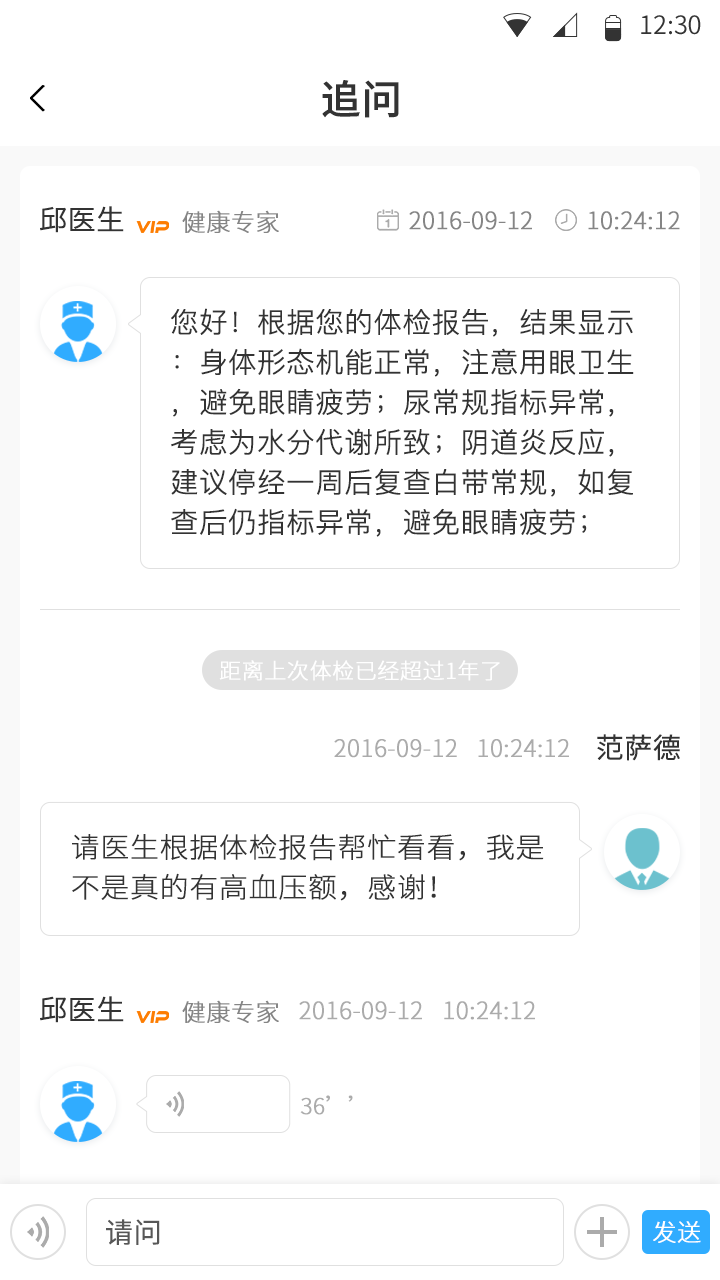 12:30
追问
邱医生 VIP 健康专家 2016-09-12 10:24:12
您好！根据您的体检报告，结果显示
：身体形态机能正常，注意用眼卫生
，避免眼睛疲劳；尿常规指标异常，
考虑为水分代谢所致；阴道炎反应，
建议停经一周后复查白带常规，如复
查后仍指标异常，避免眼睛疲劳；
距离上次体检已经超过1年了
2016-09-12 10:24:12 范萨德
请医生根据体检报告帮忙看看，我是
不是真的有高血压额，感谢！
邱医生 VIP 健康专家 2016-09-12 10:24:12
36’’
请问 发送